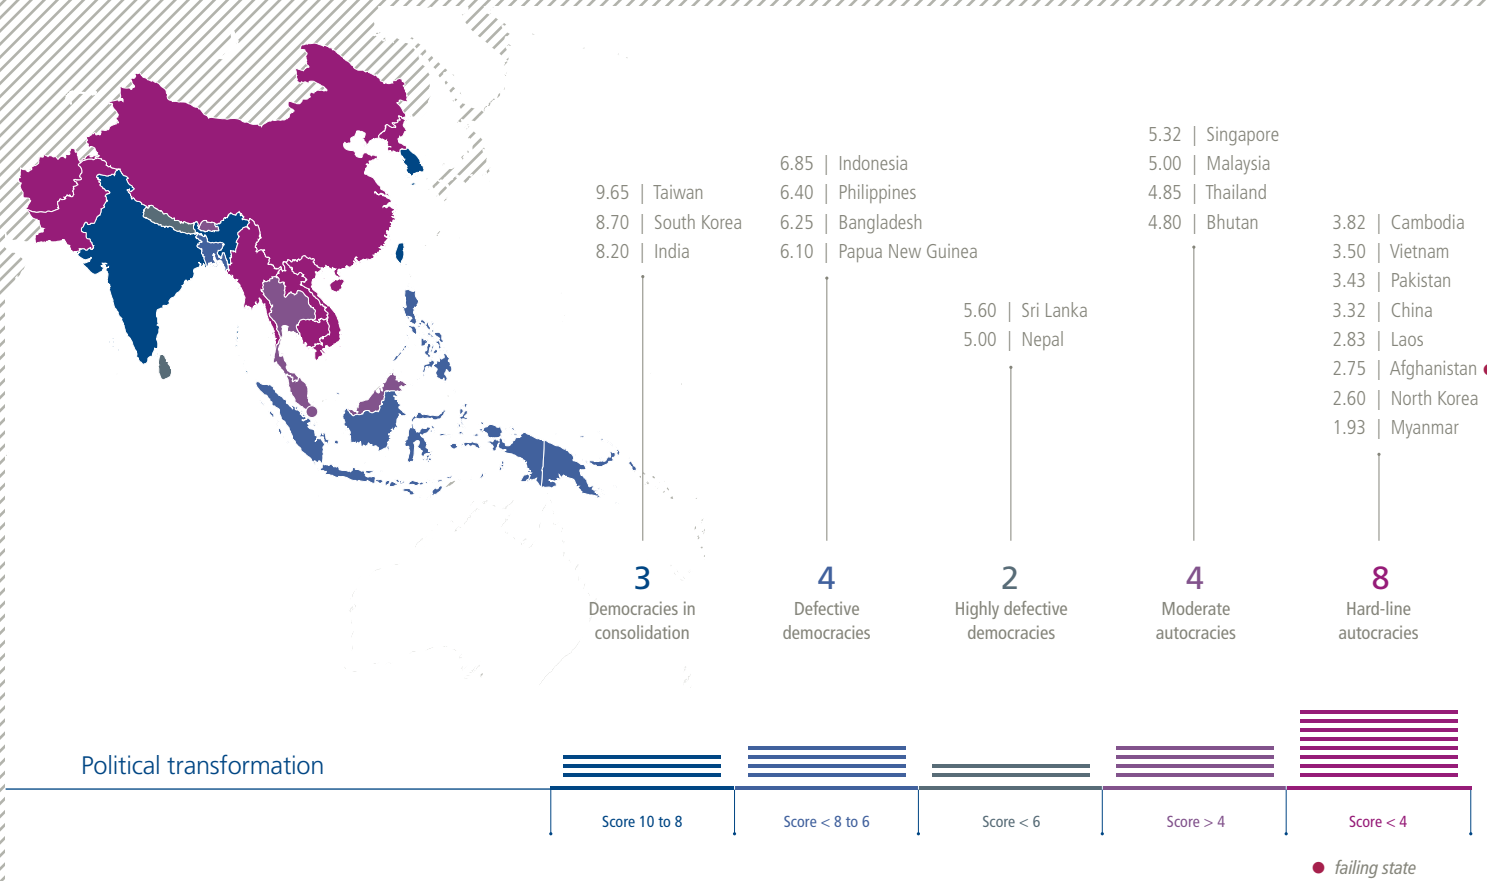 9.65 | Taiwan
8.70 | South Korea
8.20 | India
6.85 | Indonesia
6.40 | Philippines
6.25 | Bangladesh
6.10 | Papua New Guinea
5.60 | Sri Lanka
5.00 | Nepal
5.32 | Singapore
5.00 | Malaysia
4.85 | Thailand
4.80 | Bhutan
3.82 | Cambodia
3.50 | Vietnam
3.43 | Pakistan
3.32 | China
2.83 | Laos
2.75 | Afghanistan
2.60 | North Korea
1.93 | Myanmar
3
Democracies in
consolidation
4
Defective
democracies
2
Highly defective
democracies
4
Moderate
autocracies
8
Hard-line
autocracies
Political transformation
Score 10 to 8
Score < 8 to 6
Score < 6
Score > 4
Score < 4
failing state